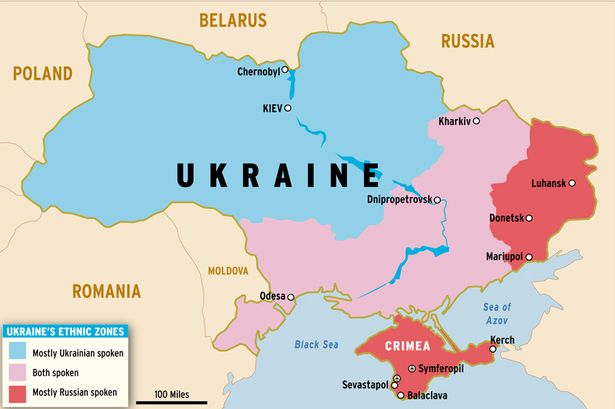 BELARUS
RUSSIA
POLAND
Chernobyl
KIEV
Kharkiv
UKRAINE
Luhansk
Dnipropetrovsk
Donetsk
Mariupol
MOLDOVA
ROMANIA
Odesa
Sea of
Azov
Black Sea
CRIMEA
Kerch
Symferopil
Sevastapol
Balaclava
UKRAINE'S ETHNIC ZONES
Mostly Ukrainian spoken
Both spoken
Mostly Russian spoken
100 Miles